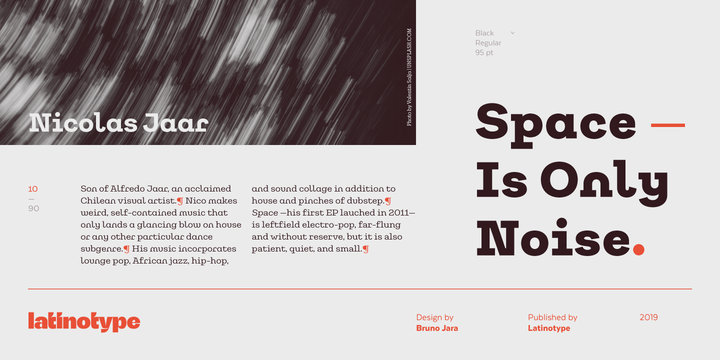 Nicolas Jaar
Photo by Valentin Salja | UNSPLASH.COM
Black
Regular
95 pt
Space —
Is Only
Noise.
10
—
90
Son of Alfredo Jaar, an acclaimed
Chilean visual artist.¶ Nico makes
weird, self-contained music that
only lands a glancing blow on house
or any other particular dance
subgenre.¶ His music incorporates
lounge pop, African jazz, hip-hop,
and sound collage in addition to
house and pinches of dubstep.¶
Space —his first EP lauched in 2011—
is leftfield electro-pop, far-flung
and without reserve, but it is also
patient, quiet, and small.¶
latinotype
Design by
Bruno Jara
Published by
Latinotype
2019